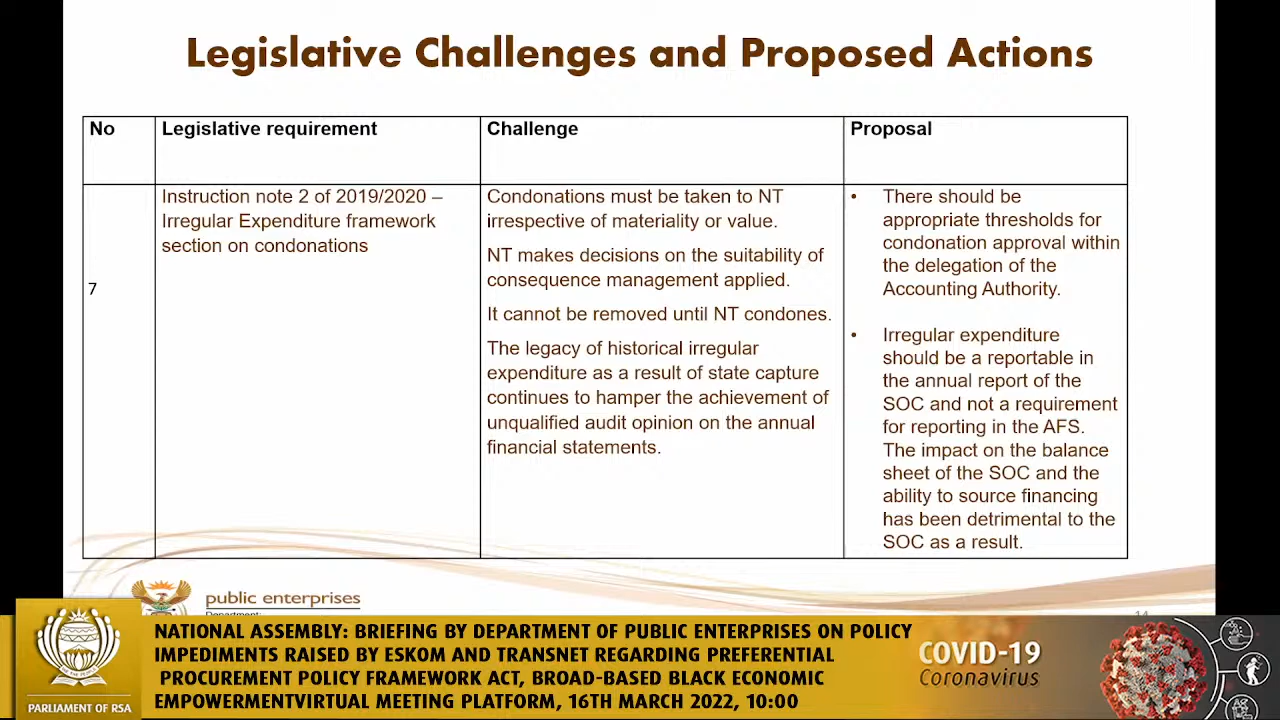 Legislative Challenges and Proposed Actions
No
Legislative requirement
Challenge
Proposal
7
Instruction note 2 of 2019/2020 –
Irregular Expenditure framework
section on condonations
Condonations must be taken to NT
irrespective of materiality or value.
NT makes decisions on the suitability of
consequence management applied.
It cannot be removed until NT condones.
The legacy of historical irregular
expenditure as a result of state capture
continues to hamper the achievement of
unqualified audit opinion on the annual
financial statements.
• There should be
appropriate thresholds for
condonation approval within
the delegation of the
Accounting Authority.
• Irregular expenditure
should be a reportable in
the annual report of the
SOC and not a requirement
for reporting in the AFS.
The impact on the balance
sheet of the SOC and the
ability to source financing
has been detrimental to the
SOC as a result.
public enterprises
Department:
14
PARLIAMENT OF RSA
NATIONAL ASSEMBLY: BRIEFING BY DEPARTMENT OF PUBLIC ENTERPRISES ON POLICY
IMPEDIMENTS RAISED BY ESKOM AND TRANSNET REGARDING PREFERENTIAL
PROCUREMENT POLICY FRAMEWORK ACT, BROAD-BASED BLACK ECONOMIC
EMPOWERMENTVIRTUAL MEETING PLATFORM, 16TH MARCH 2022, 10:00
COVID-19
Coronavirus